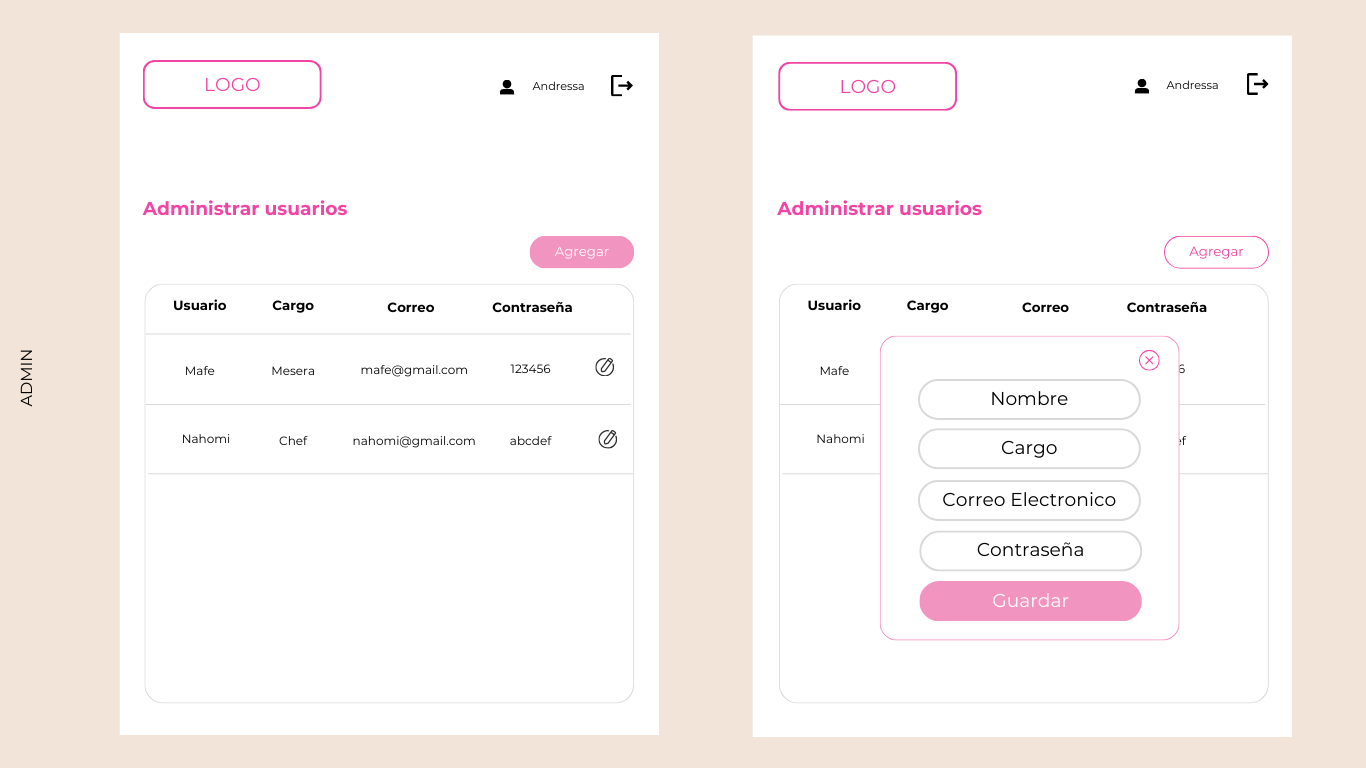 ADMIN
LOGO
Andressa
Administrar usuarios
Agregar
Usuario Cargo Correo Contraseña
Mafe Mesera mafe@gmail.com 123456
Nahomi Chef nahomi@gmail.com abcdef
LOGO
Andressa
Administrar usuarios
Agregar
Usuario Cargo Correo Contraseña
Mafe 6
Nahomi ef
Nombre
Cargo
Correo Electronico
Contraseña
Guardar